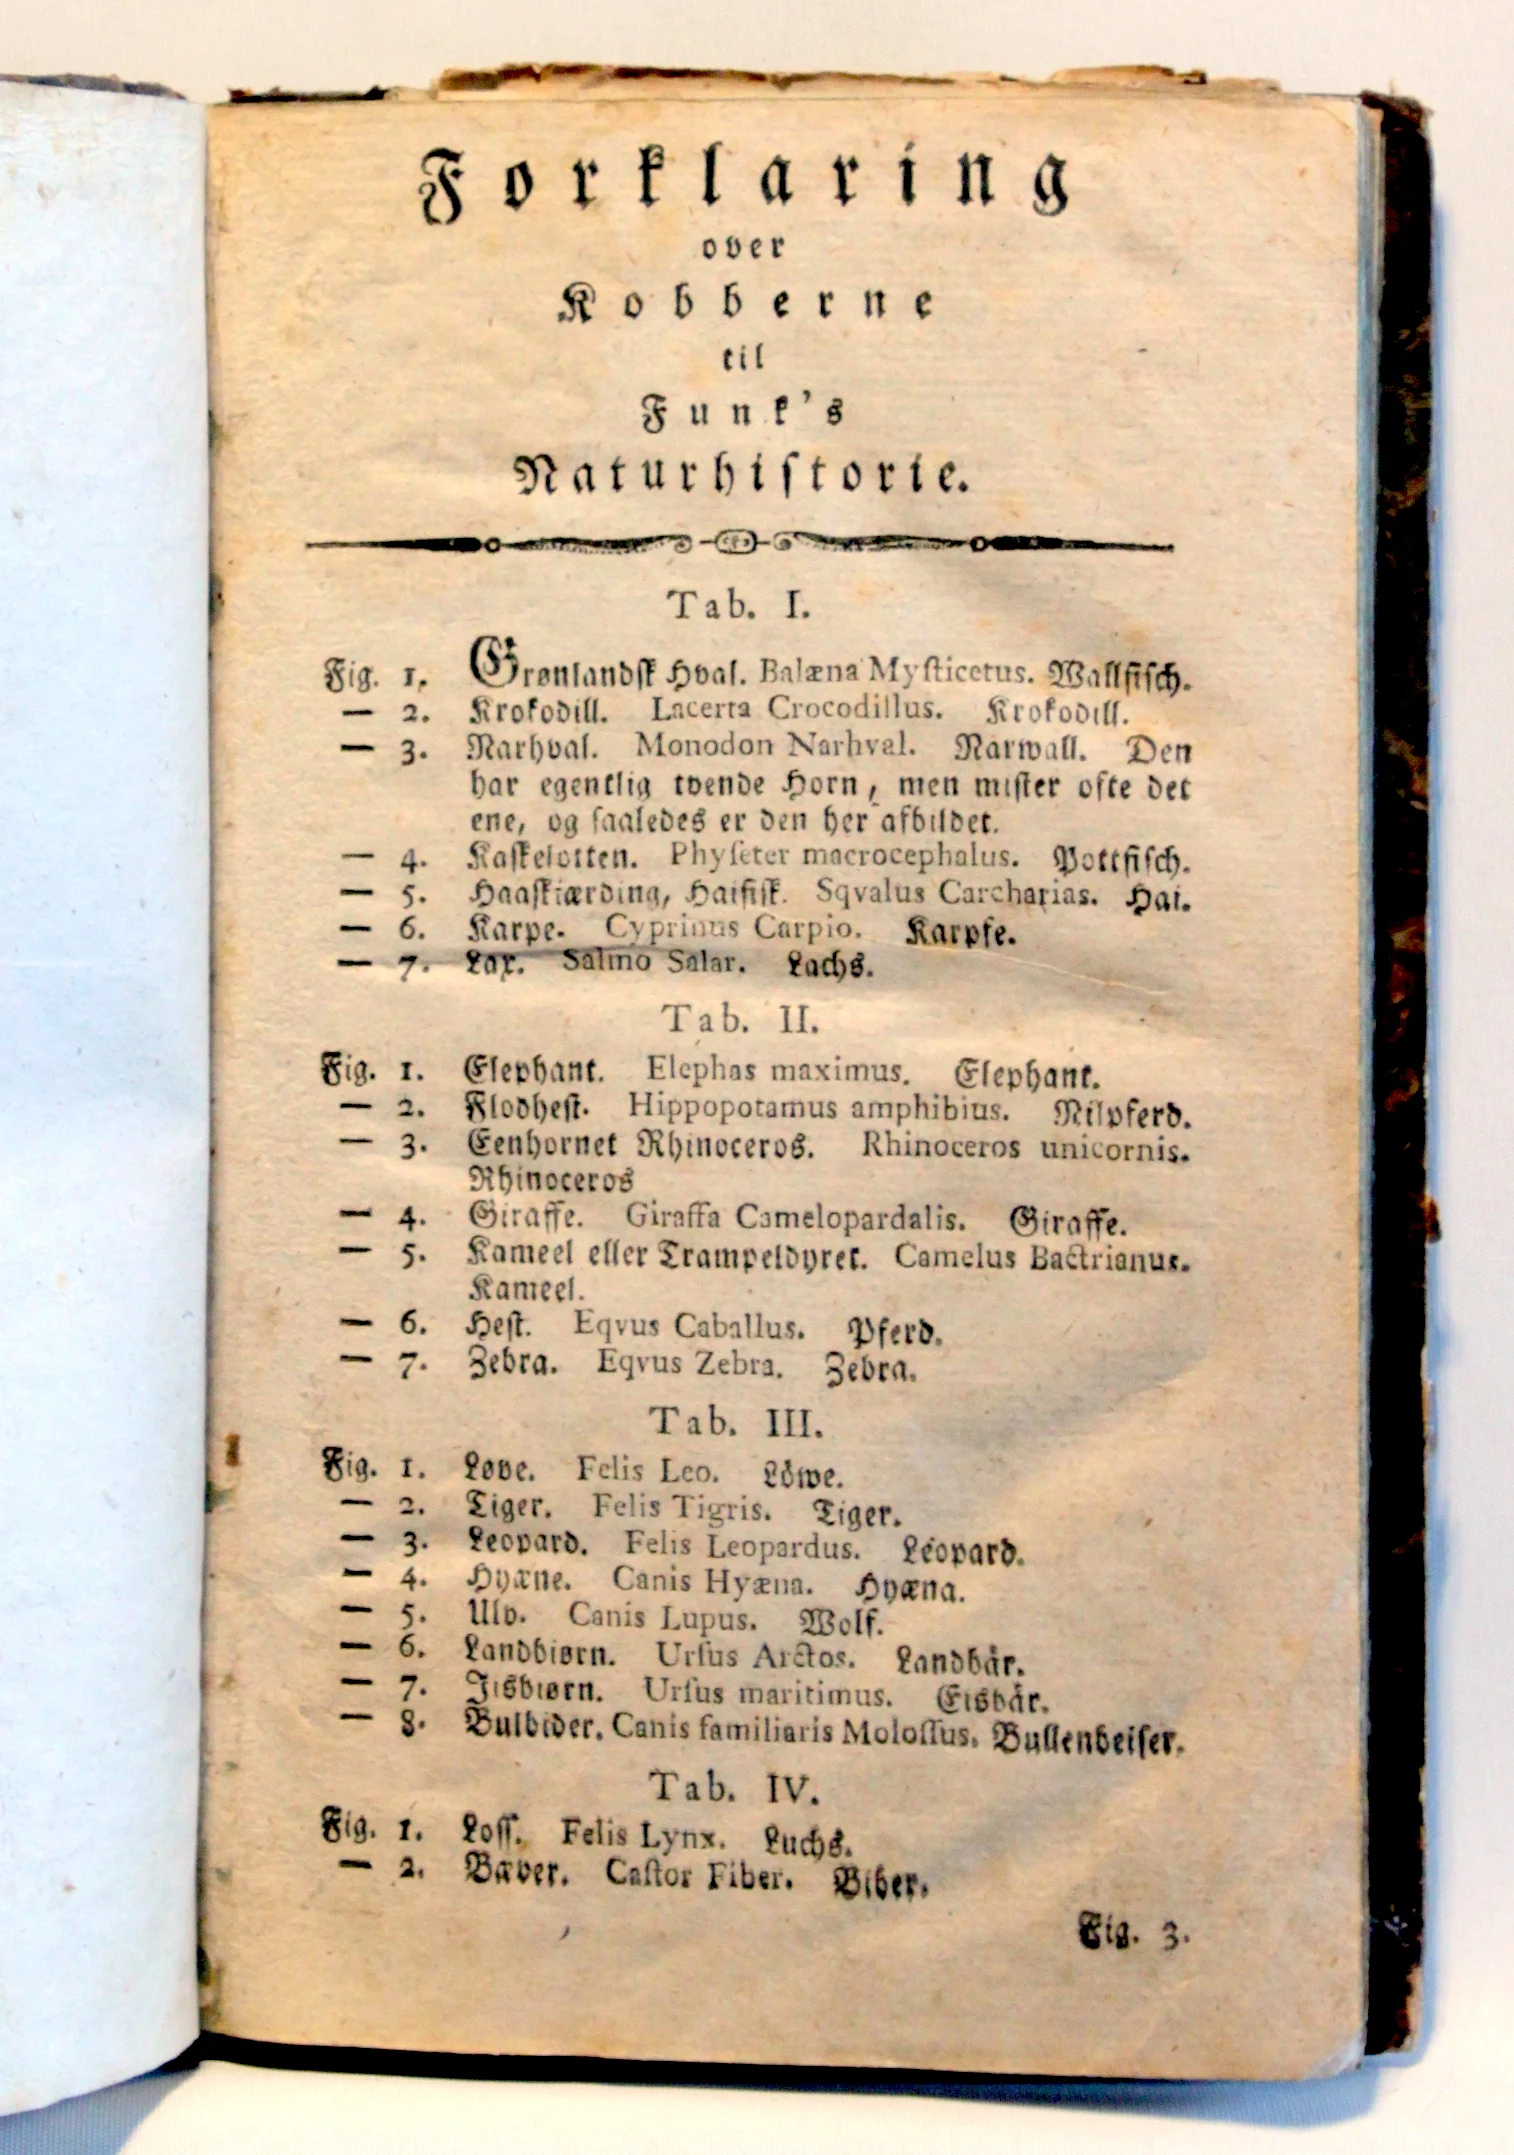 Forklaring
over
Kobberne
til
Funk's
Naturhistorie.
Tab. I.
Fig. 1. Grønlandsk Hval. Balæna Myſticetus. Wallfisch.
— 2. Krokodill. Lacerta Crocodillus. Krokodill.
— 3. Narhval. Monodon Narhval. Narwall. Den
har egentlig tvende Horn, men mister ofte det
ene, og saaledes er den her afbildet.
— 4. Kaskelotten. Phyſeter macrocephalus. Pottfisch.
— 5. Haaskiærding, Haifisk. Sqvalus Carcharias. Hai.
— 6. Karpe. Cyprinus Carpio. Karpfe.
— 7. Lax. Salmo Salar. Lachs.
Tab. II.
Fig. 1. Elephant. Elephas maximus. Elephant.
— 2. Flodhest. Hippopotamus amphibius. Nilpferd.
— 3. Eenhornet Rhinoceros. Rhinoceros unicornis.
Rhinoceros
— 4. Giraffe. Giraffa Camelopardalis. Giraffe.
— 5. Kameel eller Trampeldyret. Camelus Bactrianus.
Kameel.
— 6. Hest. Eqvus Caballus. Pferd.
— 7. Zebra. Eqvus Zebra. Zebra.
Tab. III.
Fig. 1. Løve. Felis Leo. Löwe.
— 2. Tiger. Felis Tigris. Tiger.
— 3. Leopard. Felis Leopardus. Leopard.
— 4. Hyæne. Canis Hyæna. Hyæna.
— 5. Ulv. Canis Lupus. Wolf.
— 6. Landbiørn. Urſus Arctos. Landbär.
— 7. Jisbiørn. Urſus maritimus. Eisbär.
— 8. Bulbider. Canis familiaris Moloſſus. Bullenbeiser.
Tab. IV.
Fig. 1. Loss. Felis Lynx. Luchs.
— 2. Bæver. Caſtor Fiber. Biber.
Fig. 3.